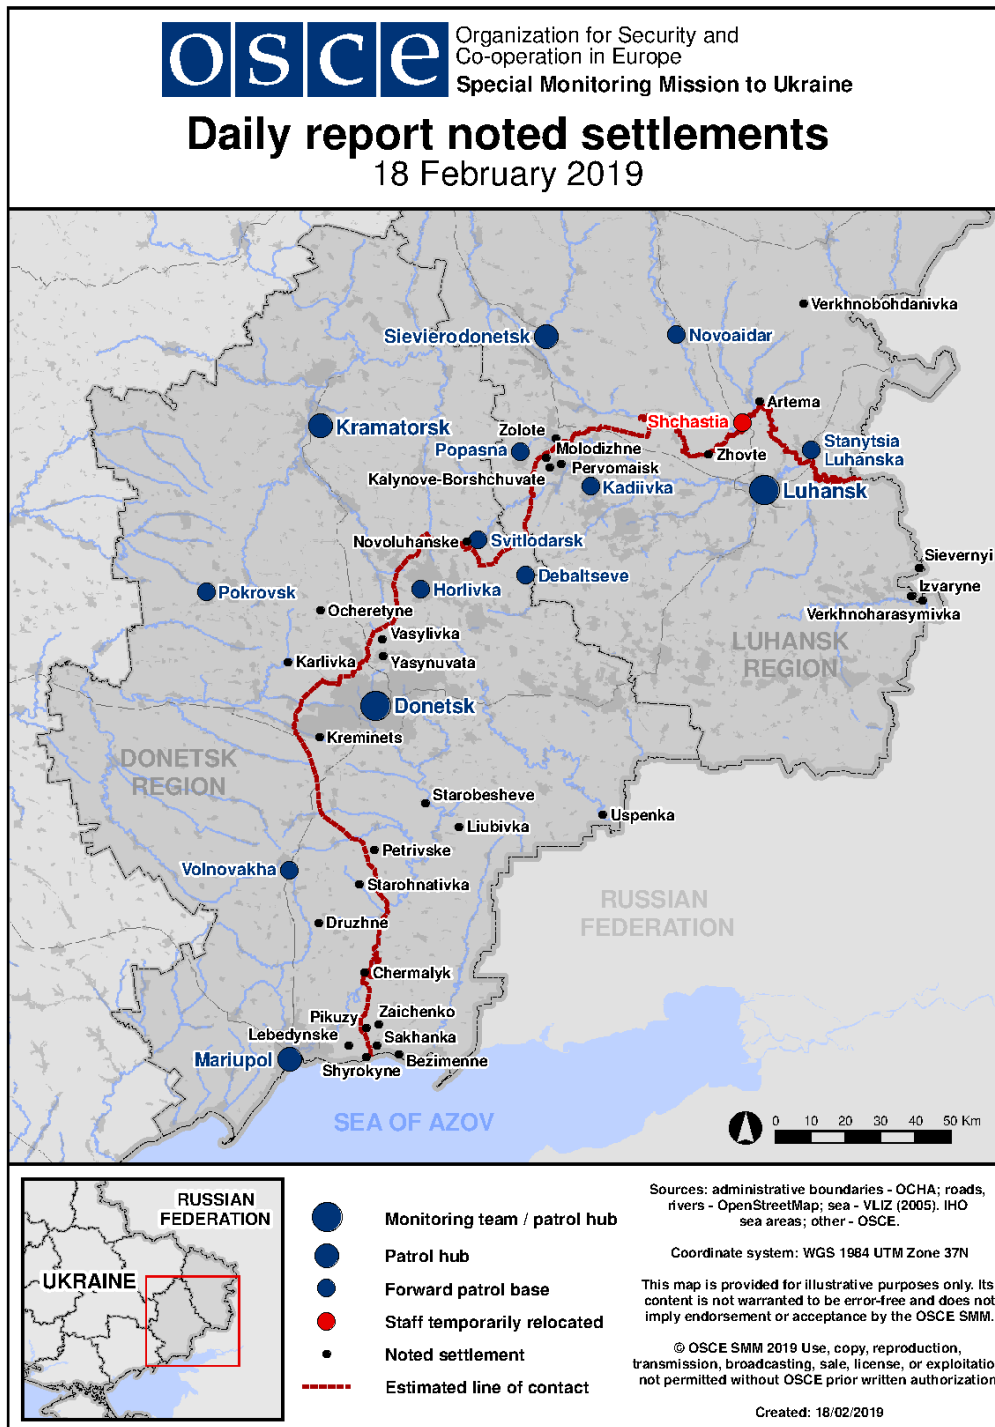 osce
Organization for Security and
Co-operation in Europe
Special Monitoring Mission to Ukraine
Daily report noted settlements
18 February 2019
Verkhnobohdanivka
Sievierodonetsk
Novoaidar
Artema
Shchastia
Kramatorsk
Zolote
Molodizhne
Popasna
Zhovte
Stanytsia
Luhanska
Pervomaisk
Kalynove-Borshchuvate
Kadiivka
Luhansk
Novoluhanske
Svitlodarsk
Sievernyi
Debaltseve
Horlivka
Pokrovsk
Izvaryne
Verkhnoharasymivka
Ocheretyne
Vasylivka
LUHANSK
REGION
Karlivka
Yasynuvata
Donetsk
Kreminets
DONETSK
REGION
Starobesheve
Uspenka
Liubivka
Petrivske
Volnovakha
Starohnativka
RUSSIAN
FEDERATION
Druzhne
Chermalyk
Pikuzy
Zaichenko
Lebedynske
Sakhanka
Mariupol
Shyrokyne
Bezimenne
SEA OF AZOV
0 10 20 30 40 50 Km
RUSSIAN
FEDERATION
UKRAINE
Monitoring team / patrol hub
Patrol hub
Forward patrol base
Staff temporarily relocated
Noted settlement
Estimated line of contact
Sources: administrative boundaries - OCHA; roads,
rivers - OpenStreetMap; sea - VLIZ (2005). IHO
sea areas; other - OSCE.
Coordinate system: WGS 1984 UTM Zone 37N
This map is provided for illustrative purposes only. Its
content is not warranted to be error-free and does not
imply endorsement or acceptance by the OSCE SMM.
© OSCE SMM 2019 Use, copy, reproduction,
transmission, broadcasting, sale, license, or exploitatio
not permitted without OSCE prior written authorization
Created: 18/02/2019